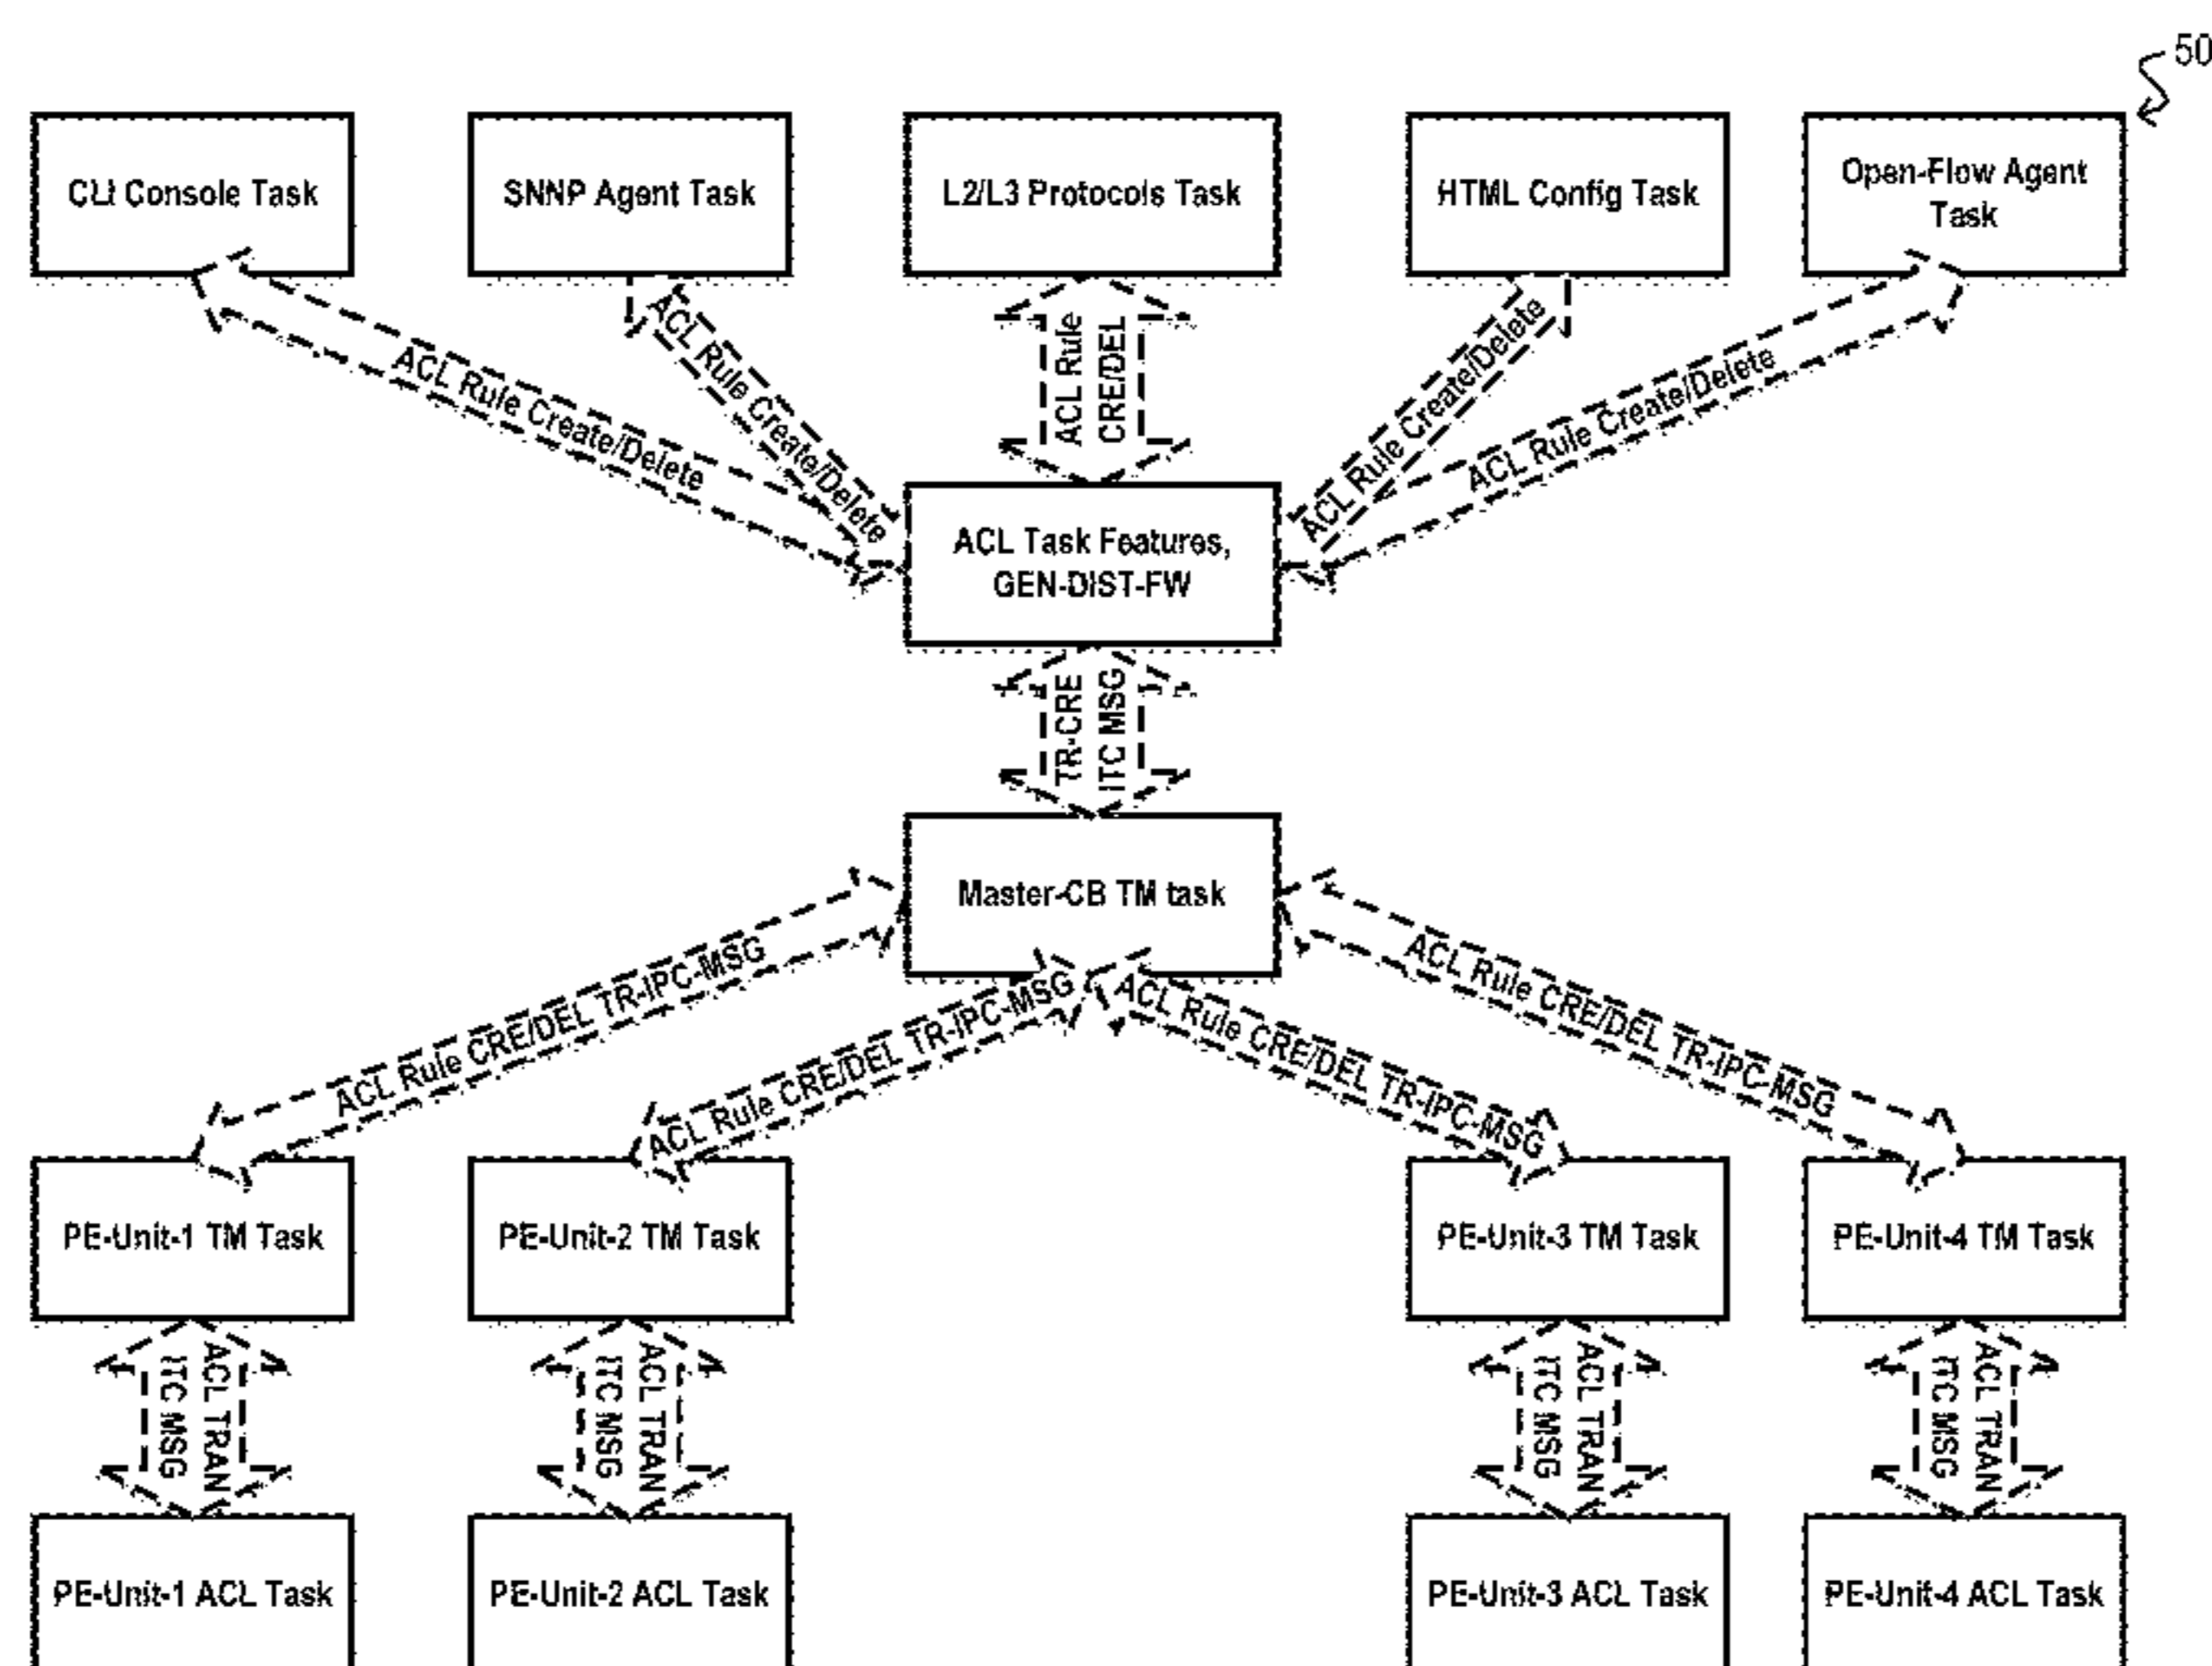 50
CLI Console Task
SNNP Agent Task
L2/L3 Protocols Task
HTML Config Task
Open-Flow Agent
Task
ACL Rule Create/Delete
ACL Rule Create/Delete
ACL Rule
CRE/DEL
ACL Rule Create/Delete
ACL Rule Create/Delete
ACL Task Features,
GEN-DIST-FW
TR-CRE
ITC MSG
Master-CB TM task
ACL Rule CRE/DEL TR-IPC-MSG
ACL Rule CRE/DEL TR-IPC-MSG
ACL Rule CRE/DEL TR-IPC-MSG
ACL Rule CRE/DEL TR-IPC-MSG
PE-Unit-1 TM Task
PE-Unit-2 TM Task
PE-Unit-3 TM Task
PE-Unit-4 TM Task
ACL TRAN
ITC MSG
ACL TRAN
ITC MSG
ACL TRAN
ITC MSG
ACL TRAN
ITC MSG
PE-Unit-1 ACL Task
PE-Unit-2 ACL Task
PE-Unit-3 ACL Task
PE-Unit-4 ACL Task